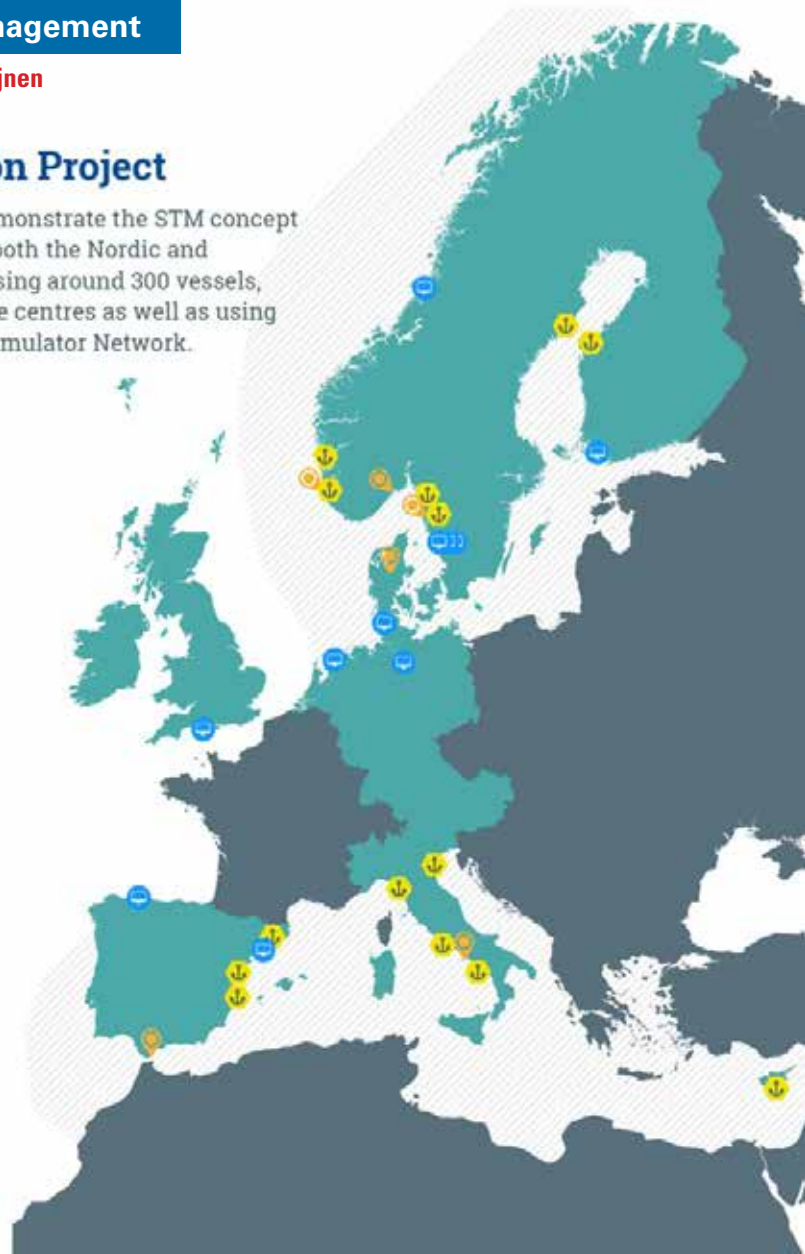 nagement
jnen
on Project
monstrate the STM concept
both the Nordic and
sing around 300 vessels,
e centres as well as using
mulator Network.